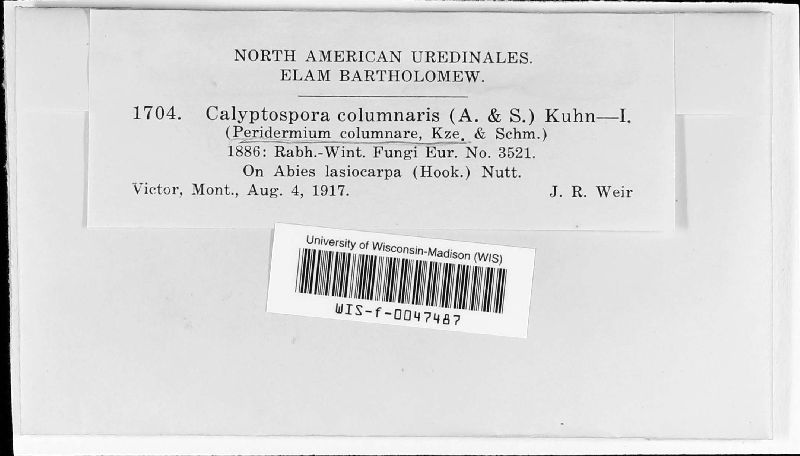 NORTH AMERICAN UREDINALES.
ELAM BARTHOLOMEW.
1704. Calyptospora columnaris (A. & S.) Kuhn—I.
(Peridermium columnare, Kze. & Schm.)
1886: Rabh.-Wint. Fungi Eur. No. 3521.
On Abies lasiocarpa (Hook.) Nutt.
Victor, Mont., Aug. 4, 1917. J. R. Weir
University of Wisconsin-Madison (WIS)
WIS-f-0047487